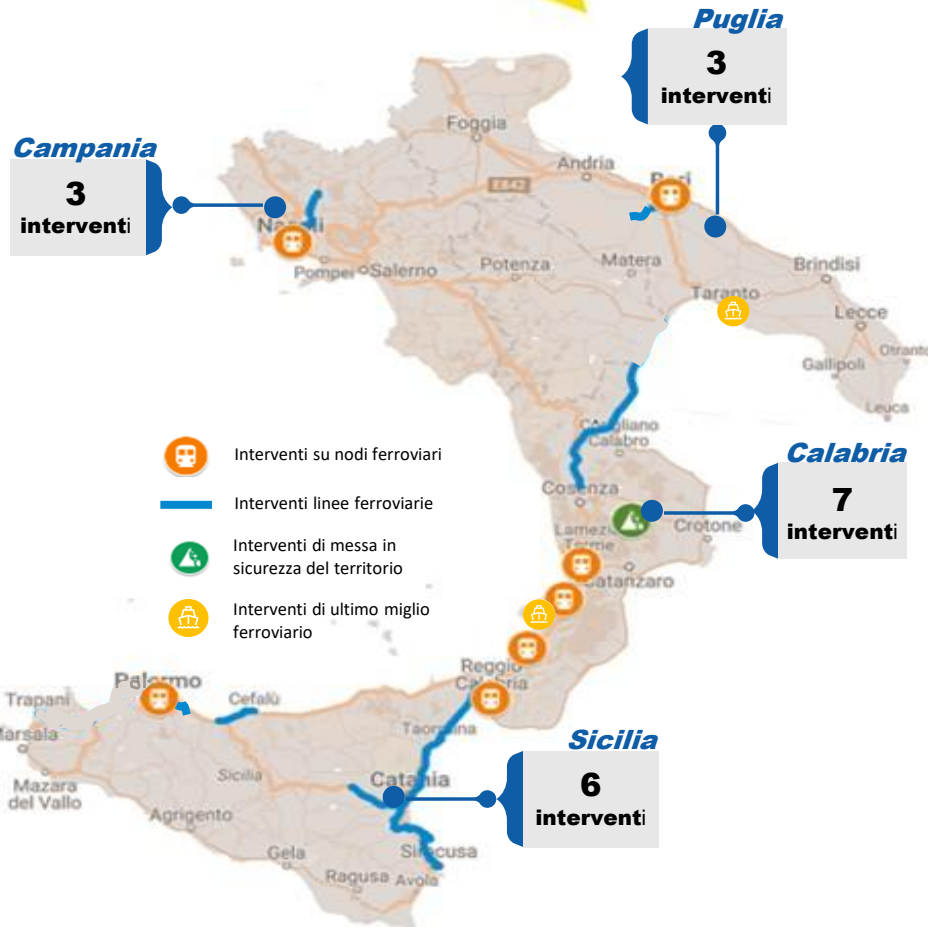 Puglia
3
interventi
Campania
3
interventi
Foggia
Andria
Bari
Napoli
Pompei
Salerno
Potenza
Matera
Brindisi
Taranto
Lecce
Gallipoli
Otranto
Leuca
Corigliano
Calabro
Interventi su nodi ferroviari
Interventi linee ferroviarie
Interventi di messa in
sicurezza del territorio
Interventi di ultimo miglio
ferroviario
Calabria
7
interventi
Cosenza
Crotone
Lamezia
Terme
Catanzaro
Reggio
Calabria
Palermo
Trapani
Cefalù
Marsala
Taormina
Mazara
del Vallo
Sicilia
Catania
Sicilia
6
interventi
Agrigento
Gela
Siracusa
Ragusa
Avola